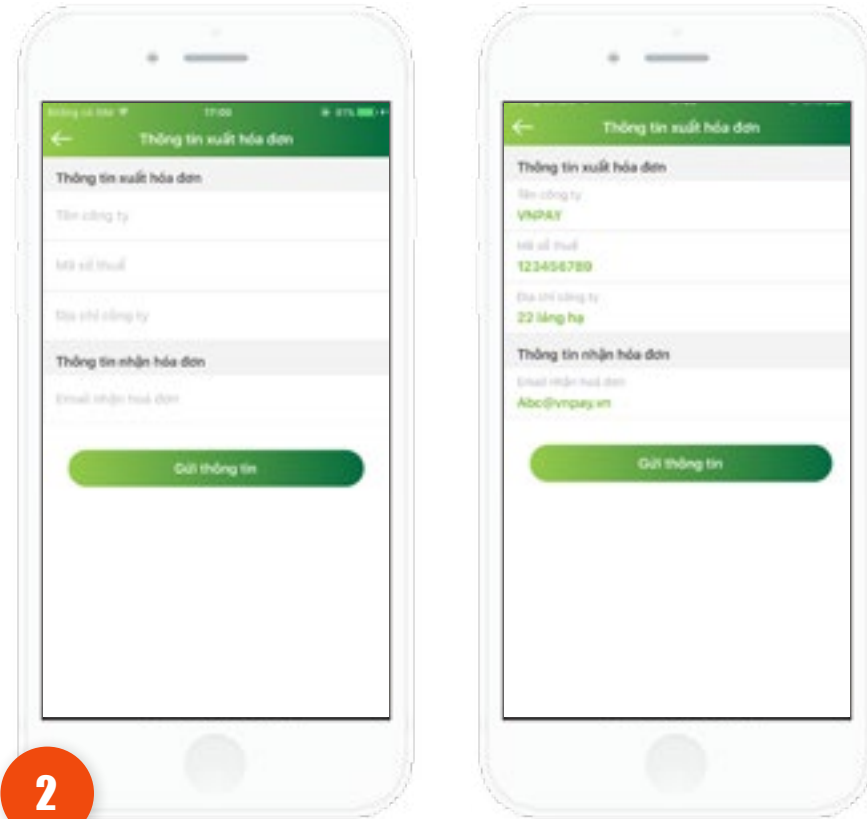 17:05
Thông tin xuất hóa đơn
Thông tin xuất hóa đơn
Tên công ty
Mã số thuế
Địa chỉ công ty
Thông tin nhận hóa đơn
Email nhận hoá đơn
Gửi thông tin
Thông tin xuất hóa đơn
Thông tin xuất hóa đơn
Tên công ty
VNPAY
Mã số thuế
123456789
Địa chỉ công ty
22 láng hạ
Thông tin nhận hóa đơn
Email nhận hoá đơn
Abc@vnpay.vn
Gửi thông tin
2